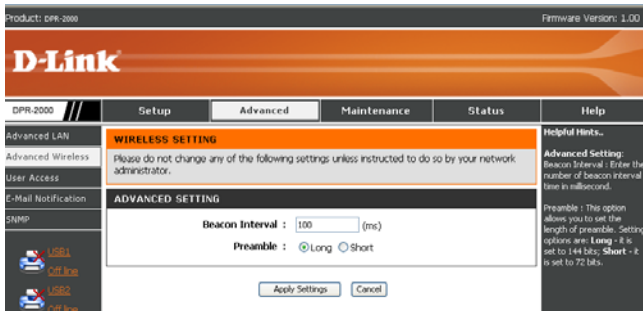 Product: DPR-2000
Firmware Version: 1.00
D-Link
DPR-2000
Setup
Advanced
Maintenance
Status
Help
Advanced LAN
Advanced Wireless
User Access
E-Mail Notification
SNMP
USB1
Off line
USB2
Off line
WIRELESS SETTING
Please do not change any of the following settings unless instructed to do so by your network
administrator.
ADVANCED SETTING
Beacon Interval : 100 (ms)
Preamble : Long Short
Apply Settings Cancel
Helpful Hints..
Advanced Setting:
Beacon Interval : Enter the
number of beacon interval
time in millisecond.
Preamble : This option
allows you to set the
length of preamble. Setting
options are: Long - it is
set to 144 bits; Short - it
is set to 72 bits.